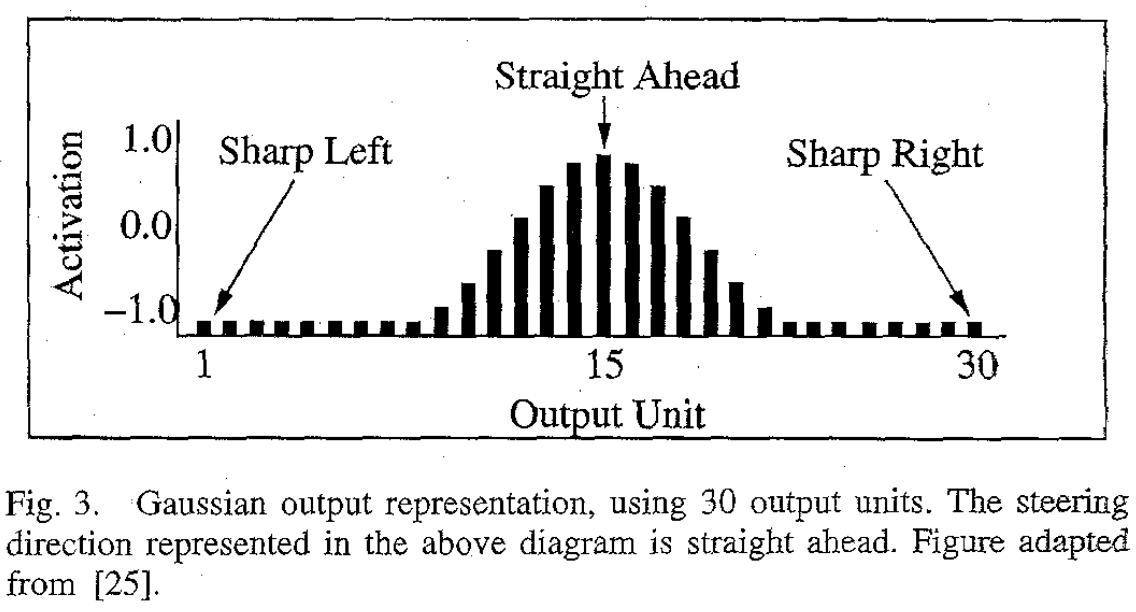 Straight Ahead
Sharp Left
Sharp Right
Activation
1.0
0.0
−1.0
1 15 30
Output Unit
Fig. 3. Gaussian output representation, using 30 output units. The steering
direction represented in the above diagram is straight ahead. Figure adapted
from [25].